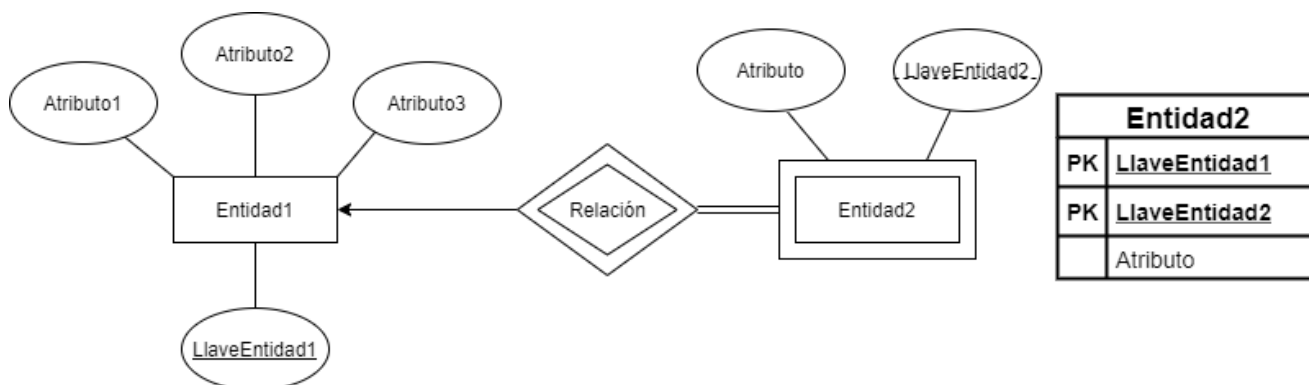 Atributo2
Atributo1
Atributo3
Entidad1
LlaveEntidad1
Relación
Atributo
LlaveEntidad2
Entidad2
Entidad2
PK LlaveEntidad1
PK LlaveEntidad2
Atributo